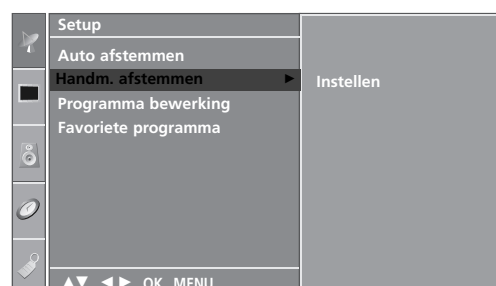 Setup
Auto afstemmen
Handm. afstemmen ►
Instellen
Programma bewerking
Favoriete programma
▲▼ ◄ ► OK MENU